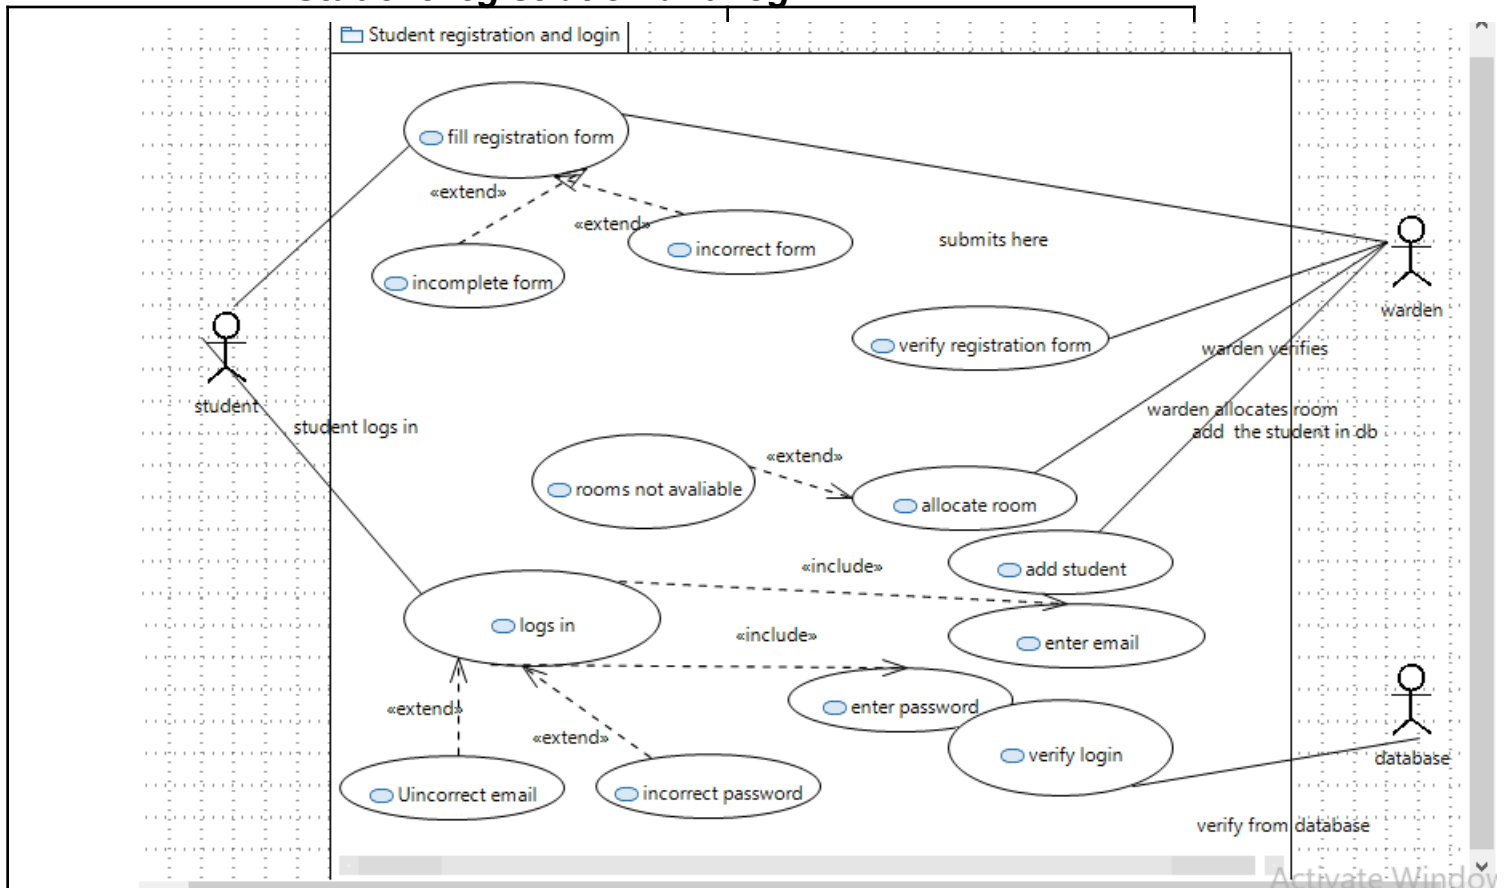 Student registration and login
fill registration form
«extend»
«extend»
incorrect form
submits here
incomplete form
warden
verify registration form
warden verifies
student
student logs in
warden allocates room
add the student in db
«extend»
rooms not avaliable
allocate room
«include»
add student
logs in
«include»
enter email
«extend»
enter password
«extend»
verify login
database
Uincorrect email
incorrect password
verify from database